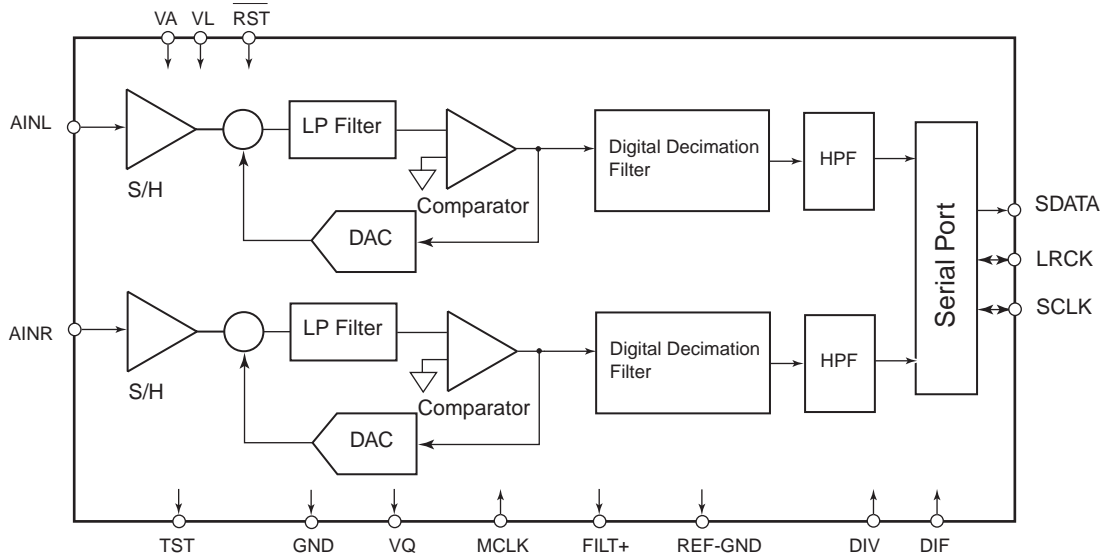 VA VL RST
AINL
S/H
LP Filter
Comparator
DAC
Digital Decimation
Filter
HPF
Serial Port
SDATA
LRCK
SCLK
AINR
S/H
LP Filter
Comparator
DAC
Digital Decimation
Filter
HPF
TST GND VQ MCLK FILT+ REF-GND DIV DIF